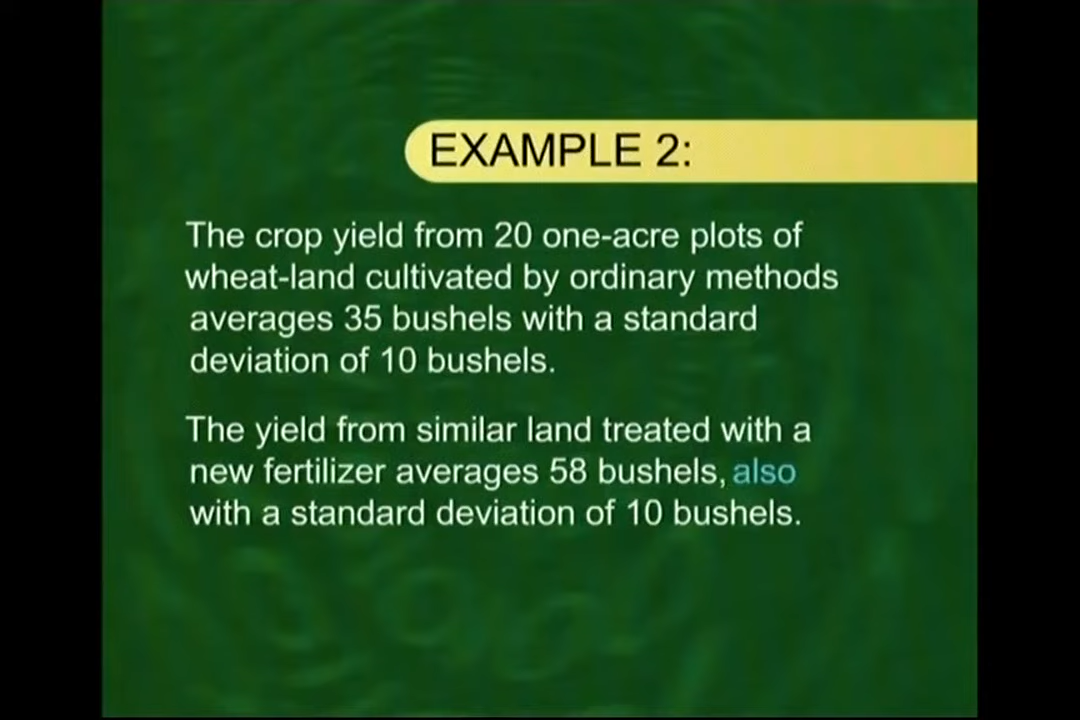 EXAMPLE 2:
The crop yield from 20 one-acre plots of
wheat-land cultivated by ordinary methods
averages 35 bushels with a standard
deviation of 10 bushels.
The yield from similar land treated with a
new fertilizer averages 58 bushels, also
with a standard deviation of 10 bushels.